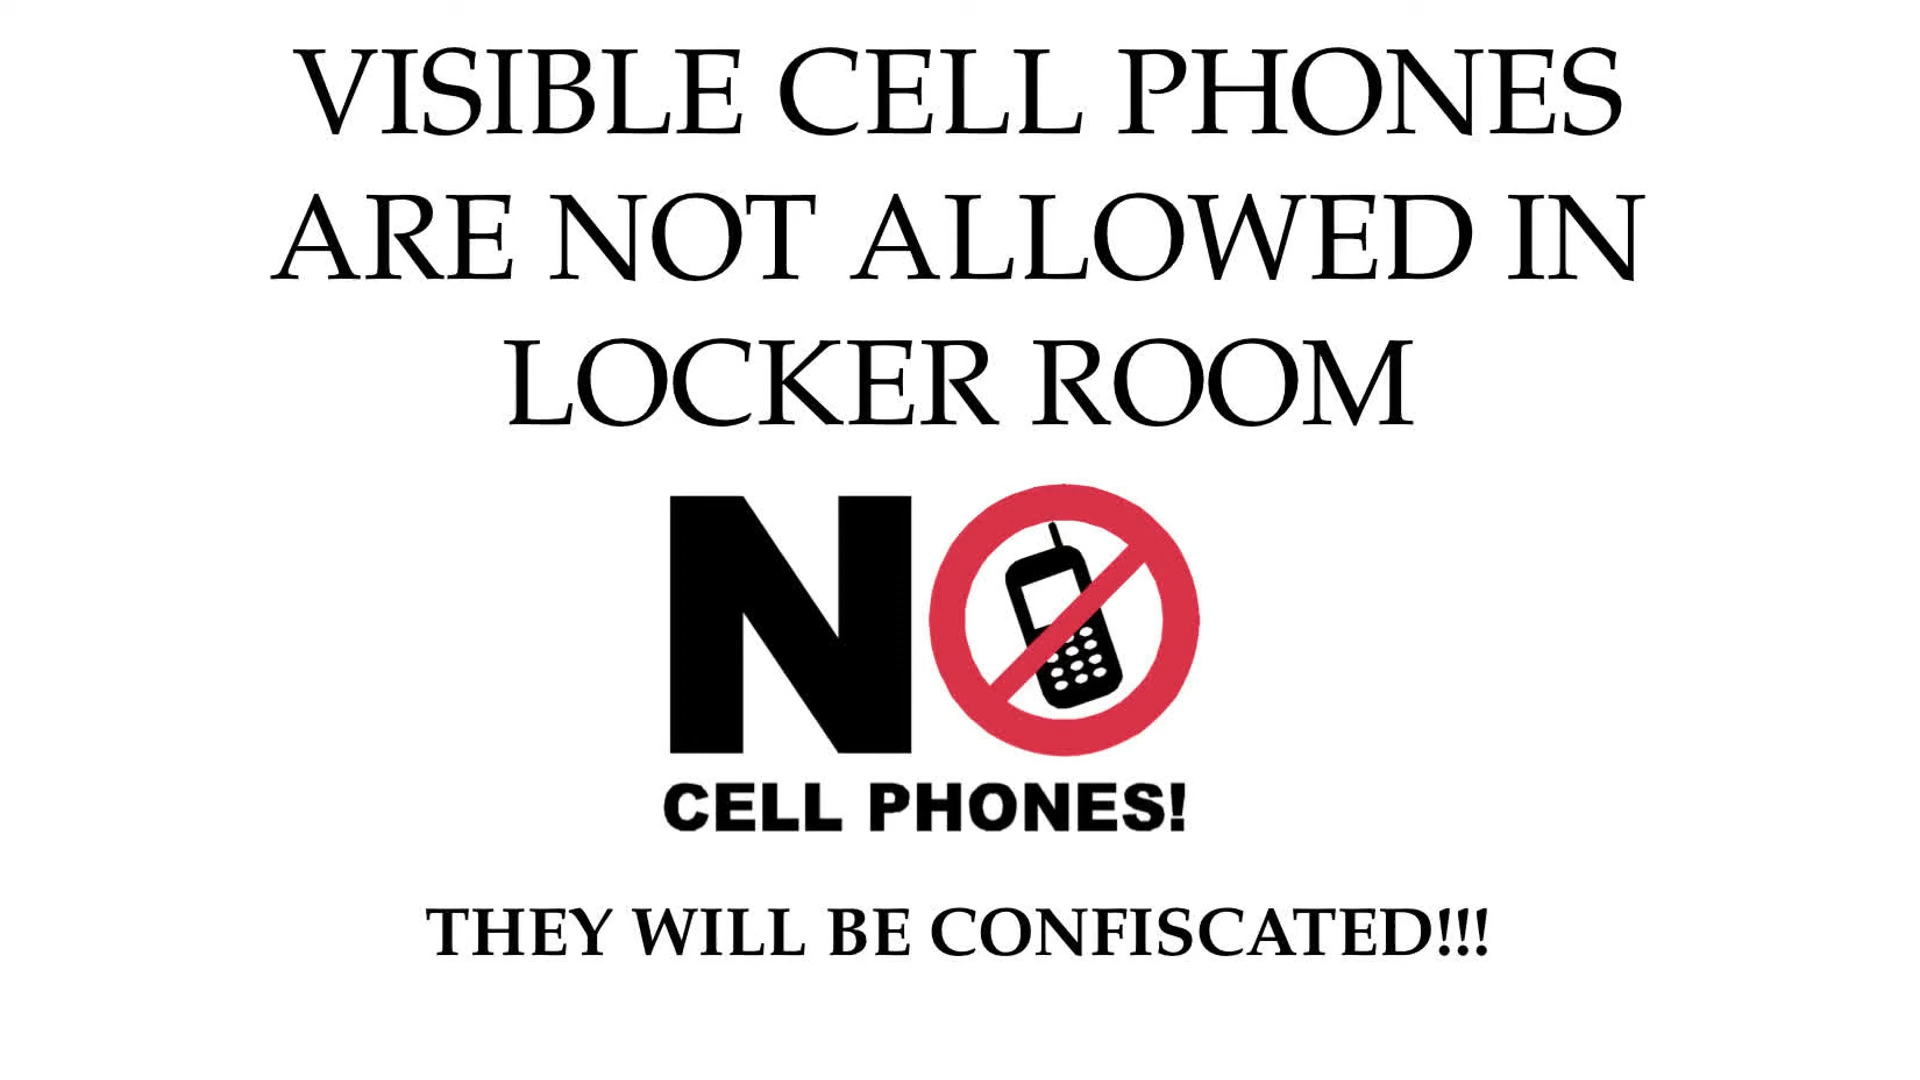 VISIBLE CELL PHONES
ARE NOT ALLOWED IN
LOCKER ROOM
NO
CELL PHONES!
THEY WILL BE CONFISCATED!!!